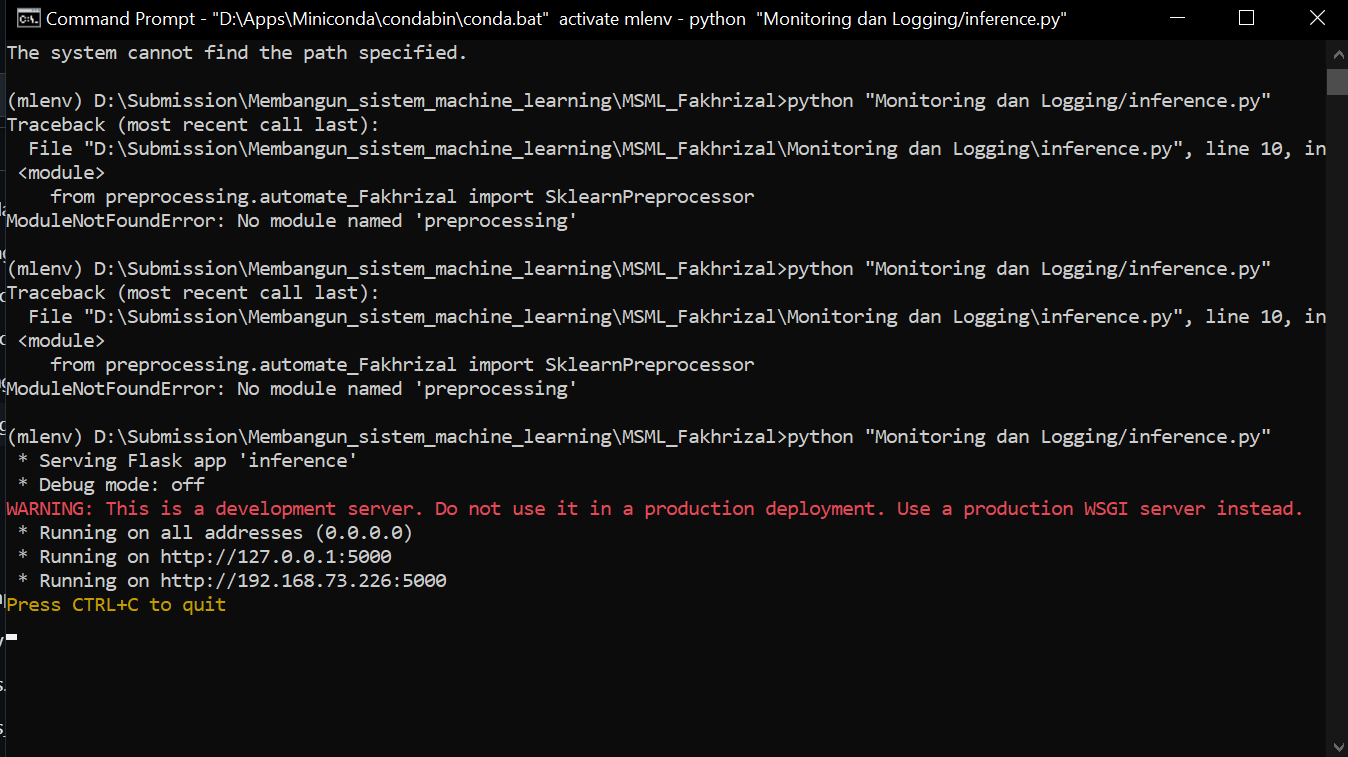 Command Prompt - "D:\Apps\Miniconda\condabin\conda.bat"  activate mlenv - python  "Monitoring dan Logging/inference.py"
The system cannot find the path specified.
(mlenv) D:\Submission\Membangun_sistem_machine_learning\MSML_Fakhrizal>python "Monitoring dan Logging/inference.py"
Traceback (most recent call last):
  File "D:\Submission\Membangun_sistem_machine_learning\MSML_Fakhrizal\Monitoring dan Logging\inference.py", line 10, in
 <module>
    from preprocessing.automate_Fakhrizal import SklearnPreprocessor
ModuleNotFoundError: No module named 'preprocessing'
(mlenv) D:\Submission\Membangun_sistem_machine_learning\MSML_Fakhrizal>python "Monitoring dan Logging/inference.py"
Traceback (most recent call last):
  File "D:\Submission\Membangun_sistem_machine_learning\MSML_Fakhrizal\Monitoring dan Logging\inference.py", line 10, in
 <module>
    from preprocessing.automate_Fakhrizal import SklearnPreprocessor
ModuleNotFoundError: No module named 'preprocessing'
(mlenv) D:\Submission\Membangun_sistem_machine_learning\MSML_Fakhrizal>python "Monitoring dan Logging/inference.py"
 * Serving Flask app 'inference'
 * Debug mode: off
WARNING: This is a development server. Do not use it in a production deployment. Use a production WSGI server instead.
 * Running on all addresses (0.0.0.0)
 * Running on http://127.0.0.1:5000
 * Running on http://192.168.73.226:5000
Press CTRL+C to quit